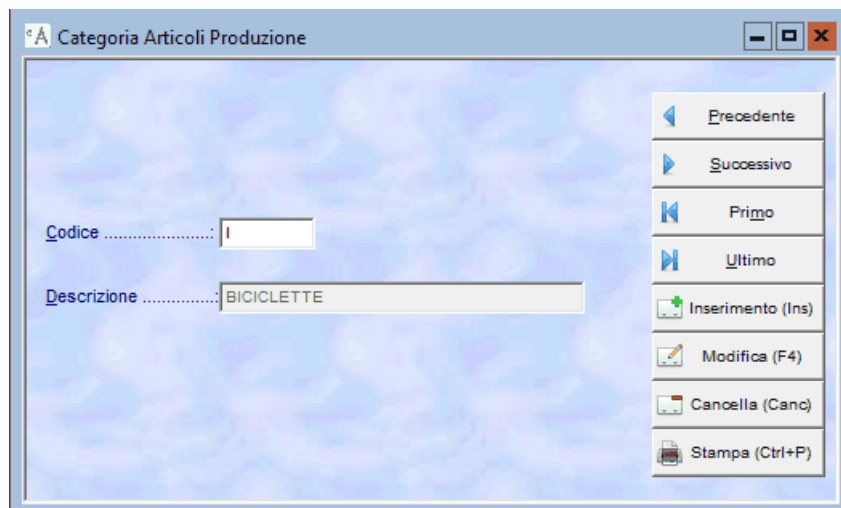 Categoria Articoli Produzione
Precedente
Successivo
Primo
Codice ......................: I
Ultimo
Descrizione ...............: BICICLETTE
Inserimento (Ins)
Modifica (F4)
Cancella (Canc)
Stampa (Ctrl+P)